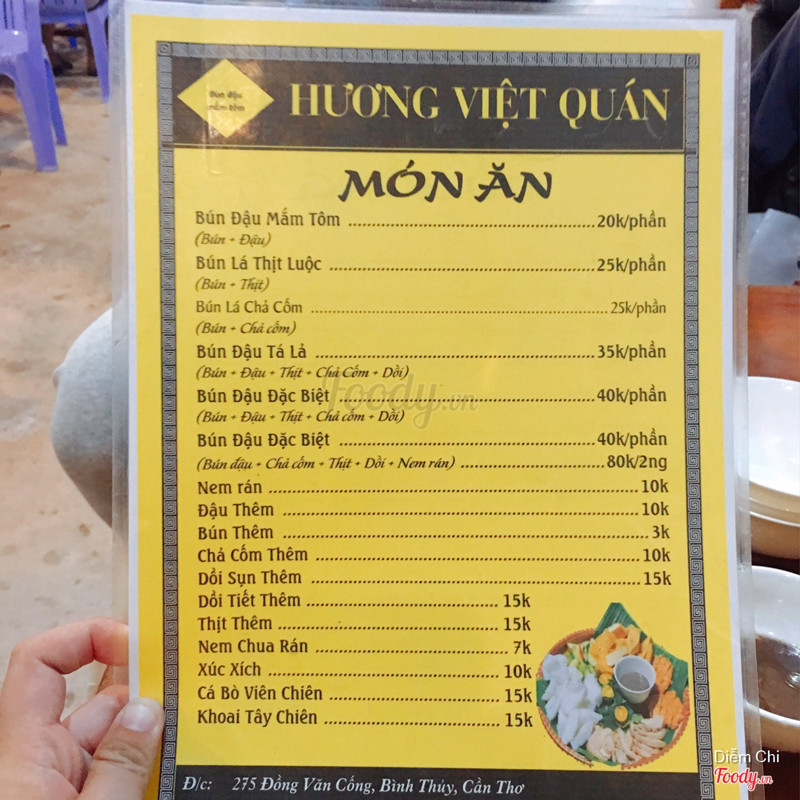 Bún đậu
mắm tôm
HƯƠNG VIỆT QUÁN
MÓN ĂN
Bún Đậu Mắm Tôm ........ 20k/phần
(Bún + Đậu)
Bún Lá Thịt Luộc ........ 25k/phần
(Bún + Thịt)
Bún Lá Chả Cốm ........ 25k/phần
(Bún + Chả cốm)
Bún Đậu Tá Lả ........ 35k/phần
(Bún + Đậu + Thịt + Chả Cốm + Dồi)
Bún Đậu Đặc Biệt ........ 40k/phần
(Bún + Đậu + Thịt + Chả cốm + Dồi)
Bún Đậu Đặc Biệt ........ 40k/phần
(Bún đậu + Chả cốm + Thịt + Dồi + Nem rán) ........ 80k/2ng
Nem rán ........ 10k
Đậu Thêm ........ 10k
Bún Thêm ........ 3k
Chả Cốm Thêm ........ 10k
Dồi Sụn Thêm ........ 15k
Dồi Tiết Thêm ........ 15k
Thịt Thêm ........ 15k
Nem Chua Rán ........ 7k
Xúc Xích ........ 10k
Cá Bò Viên Chiên ........ 15k
Khoai Tây Chiên ........ 15k
Đ/c: 275 Đồng Văn Cống, Bình Thủy, Cần Thơ
Foody.vn
Diễm Chi
Foody.vn